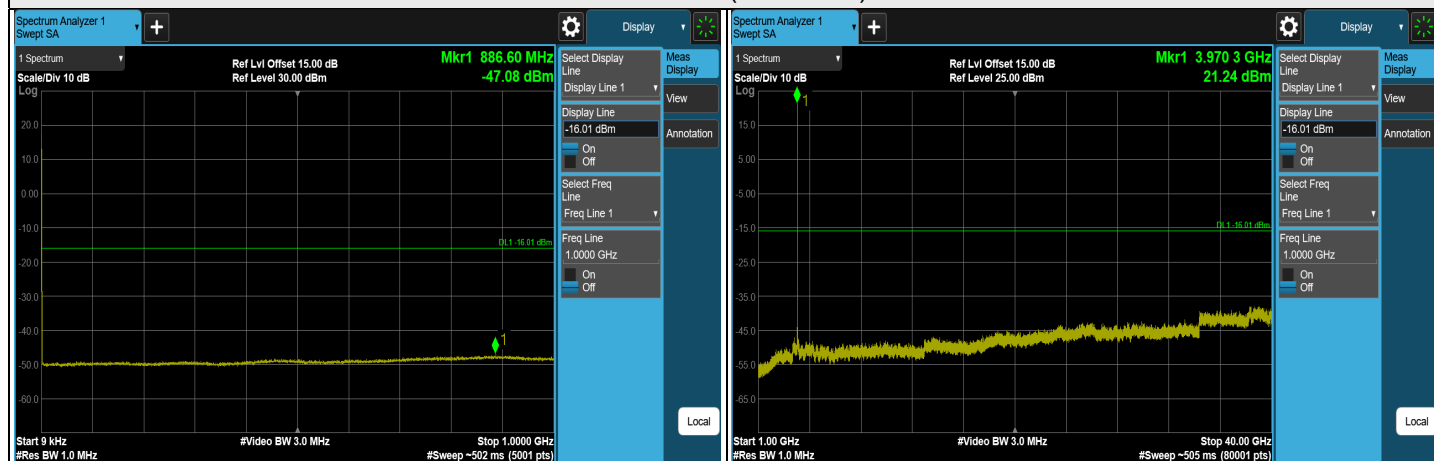 Spectrum Analyzer 1
Swept SA
+
Display
1 Spectrum
Scale/Div 10 dB
Log
Ref Lvl Offset 15.00 dB
Ref Level 30.00 dBm
Mkr1 886.60 MHz
-47.08 dBm
20.0
10.0
0.00
-10.0
-20.0
-30.0
-40.0
-50.0
-60.0
DL1 -16.01 dBm
1
Start 9 kHz
#Res BW 1.0 MHz
#Video BW 3.0 MHz
Stop 1.0000 GHz
#Sweep ~502 ms (5001 pts)
Select Display
Line
Display Line 1
Display Line
-16.01 dBm
On
Off
Select Freq
Line
Freq Line 1
Freq Line
1.0000 GHz
On
Off
Meas
Display
View
Annotation
Local
Spectrum Analyzer 1
Swept SA
+
Display
1 Spectrum
Scale/Div 10 dB
Log
Ref Lvl Offset 15.00 dB
Ref Level 25.00 dBm
Mkr1 3.970 3 GHz
21.24 dBm
1
15.0
5.00
-5.00
-15.0
-25.0
-35.0
-45.0
-55.0
-65.0
DL1 -16.01 dBm
Start 1.00 GHz
#Res BW 1.0 MHz
#Video BW 3.0 MHz
Stop 40.00 GHz
#Sweep ~505 ms (80001 pts)
Select Display
Line
Display Line 1
Display Line
-16.01 dBm
On
Off
Select Freq
Line
Freq Line 1
Freq Line
1.0000 GHz
On
Off
Meas
Display
View
Annotation
Local